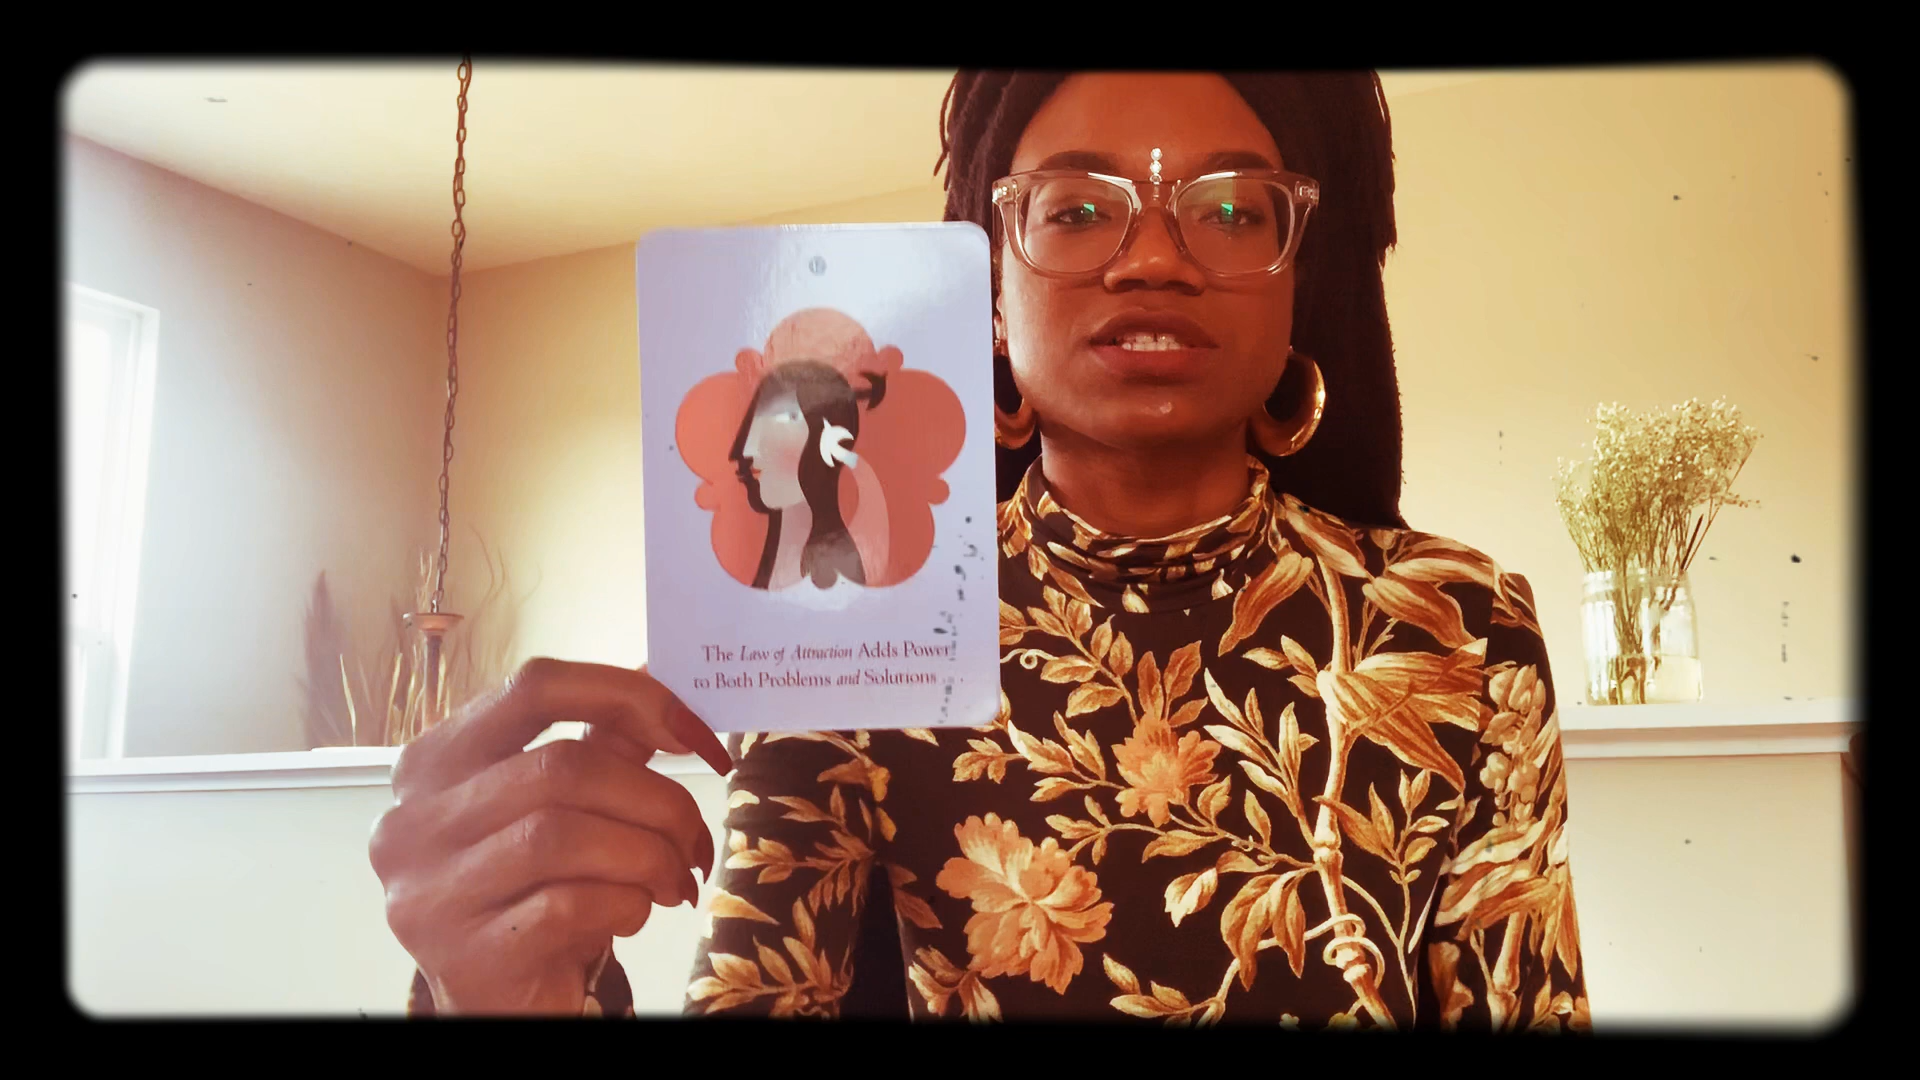 The Law of Attraction Adds Power
to Both Problems and Solutions . . .